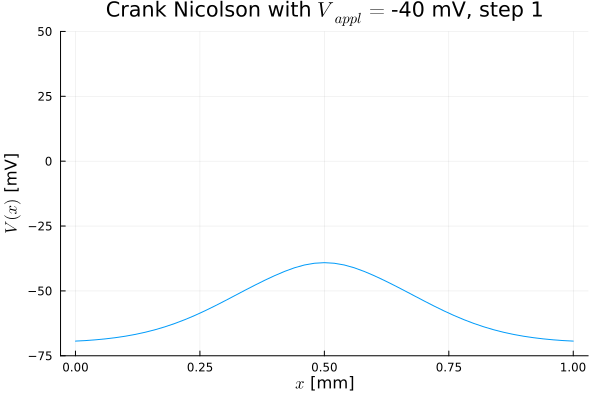 Crank Nicolson with V_appl = -40 mV, step 1
50
25
0
−25
−50
−75
V(x) [mV]
0.00 0.25 0.50 0.75 1.00
x [mm]